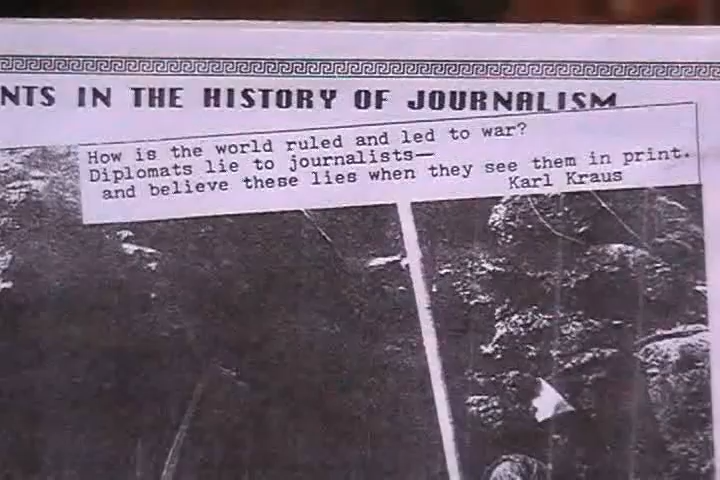 NTS IN THE HISTORY OF JOURNALISM
How is the world ruled and led to war?
Diplomats lie to journalists—
and believe these lies when they see them in print.
Karl Kraus